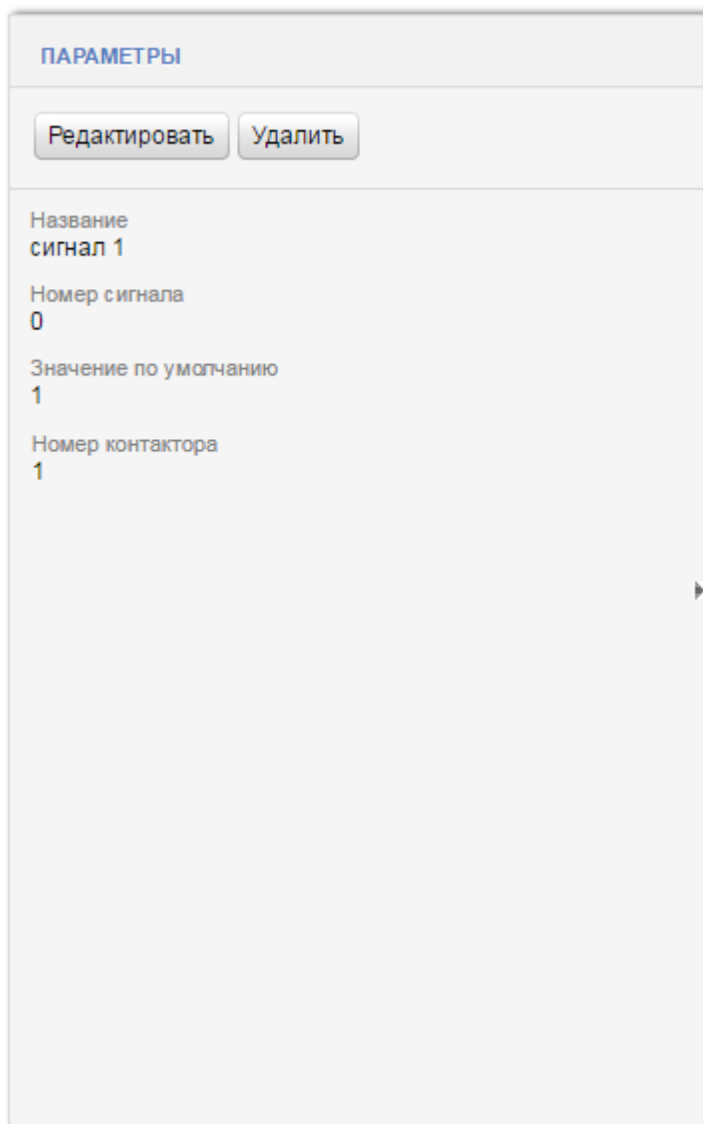 ПАРАМЕТРЫ
Редактировать Удалить
Название
сигнал 1
Номер сигнала
0
Значение по умолчанию
1
Номер контактора
1